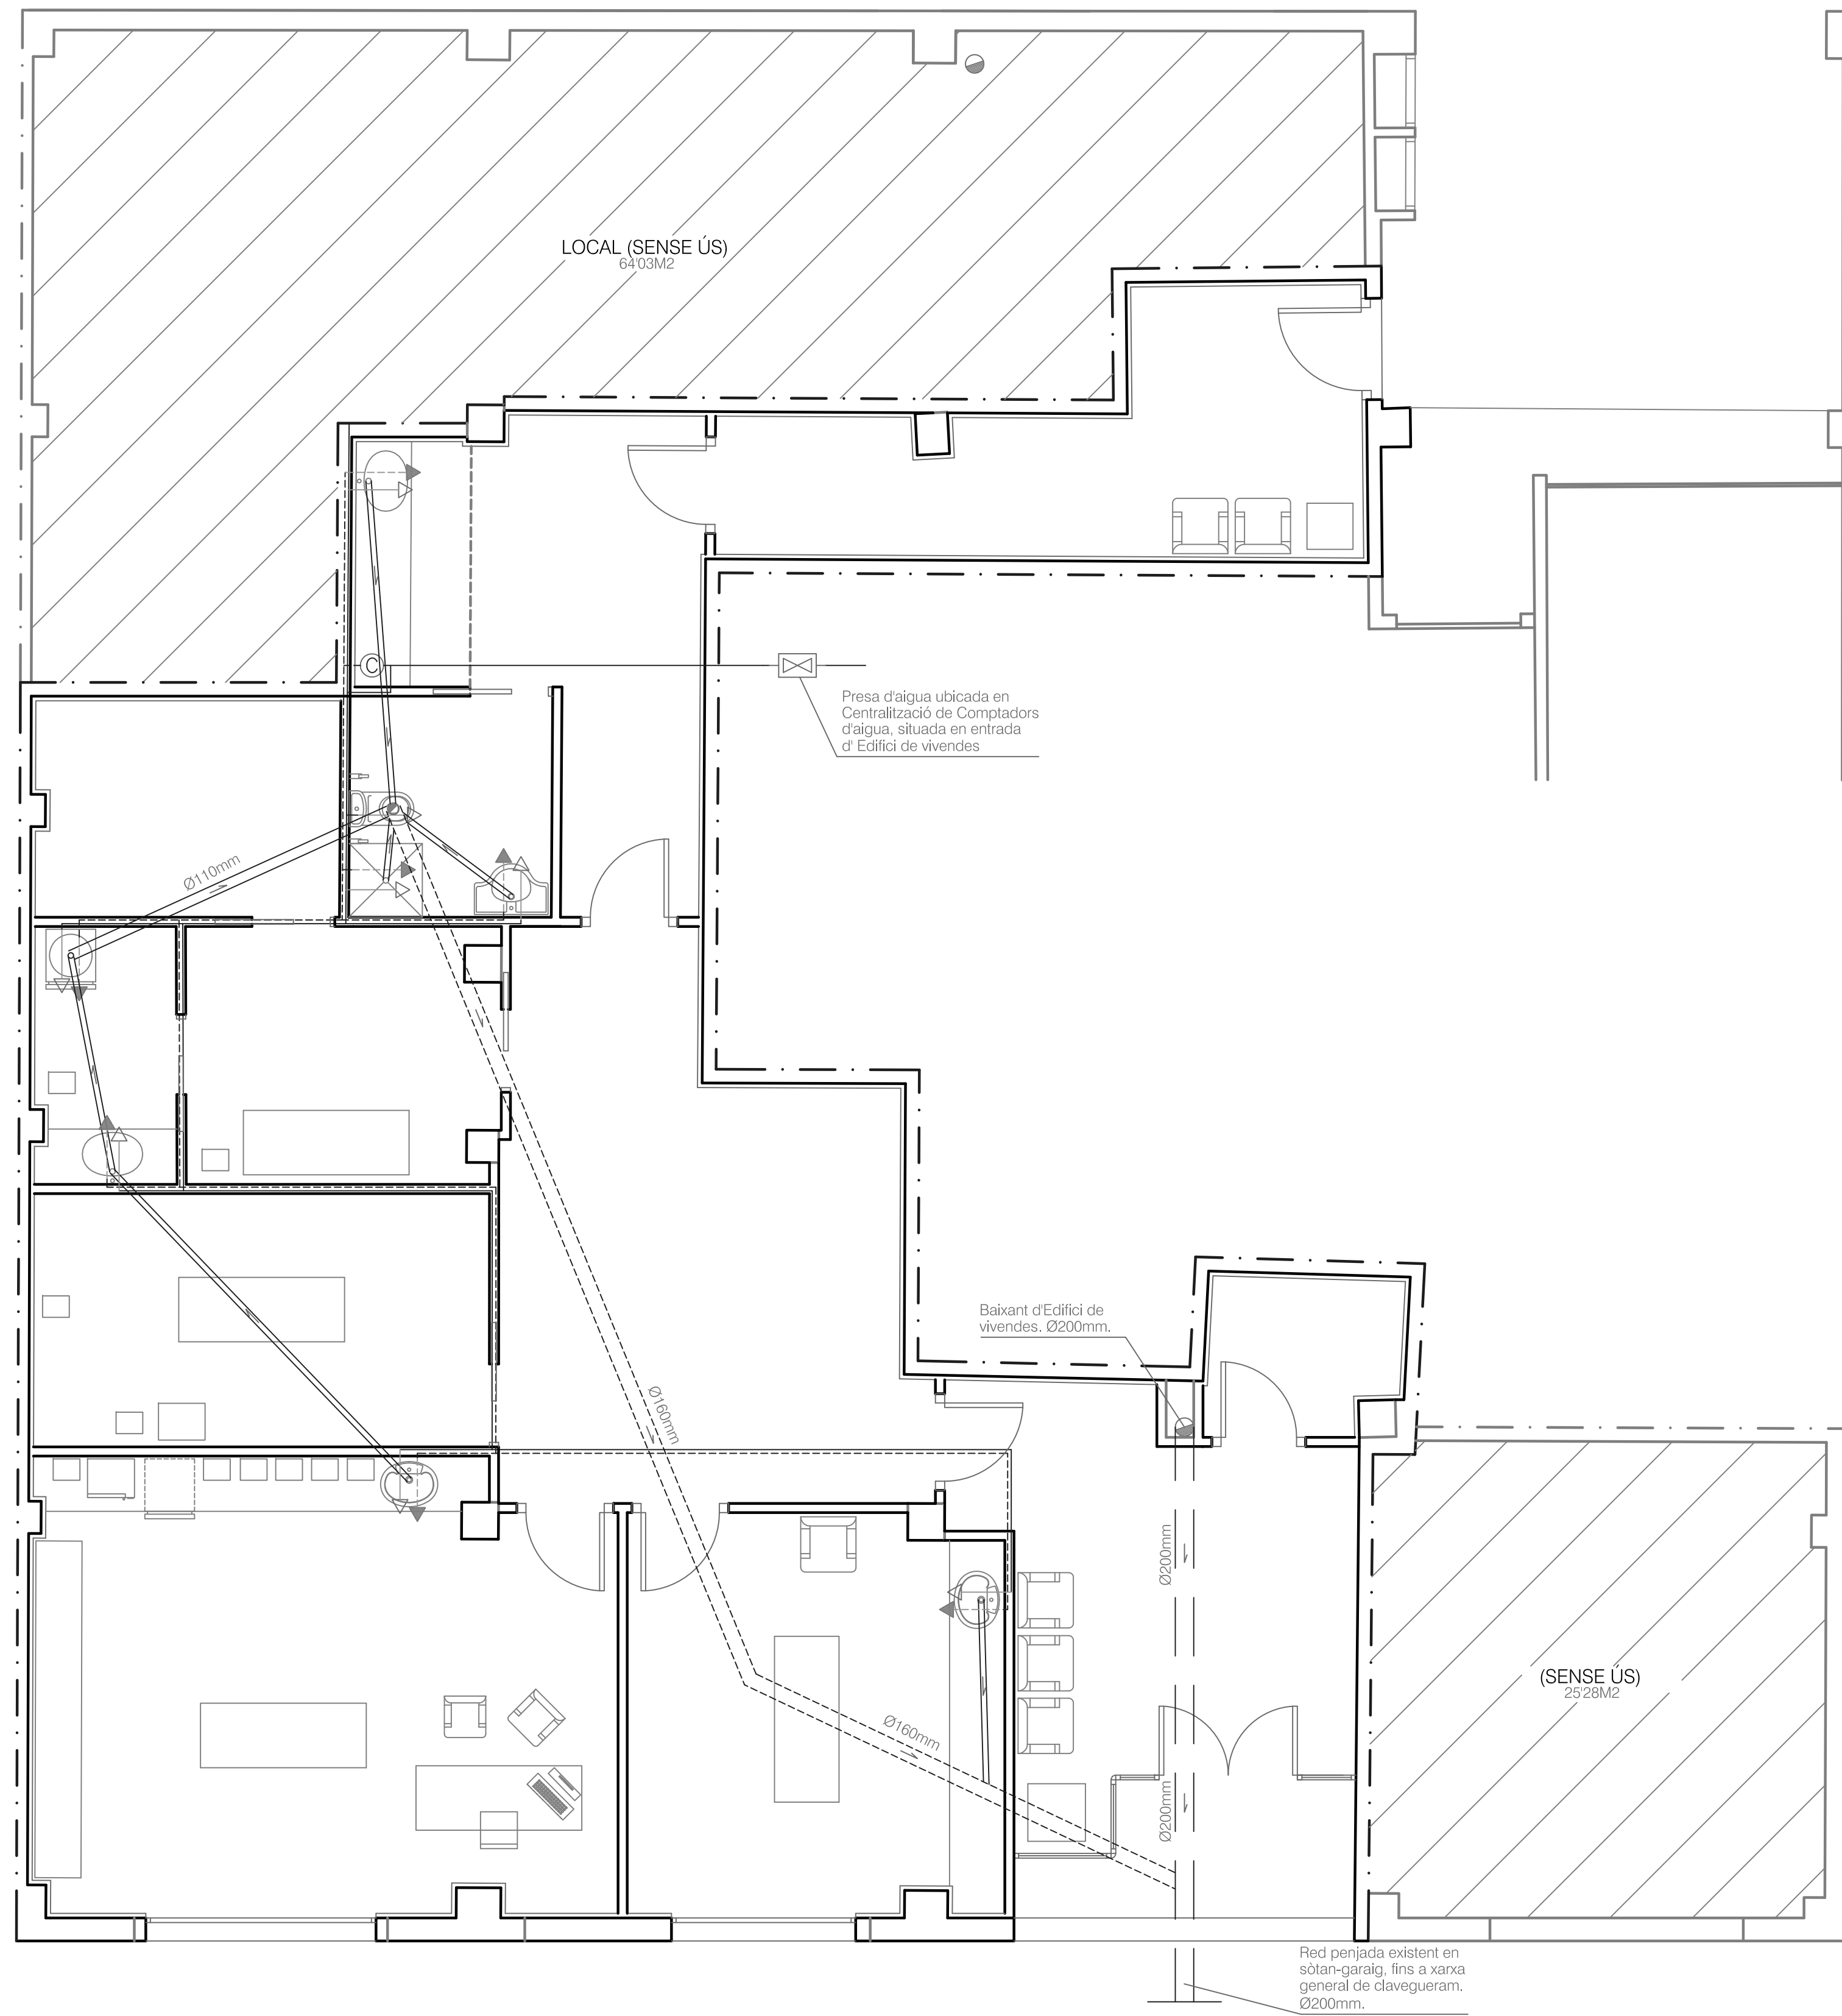 LOCAL (SENSE ÚS)
64'03M2
C
Presa d'aigua ubicada en
Centralització de Comptadors
d'aigua, situada en entrada
d' Edifici de vivendes
Ø110mm
Baixant d'Edifici de
vivendes. Ø200mm.
Ø160mm
Ø200mm
(SENSE ÚS)
25'28M2
Ø160mm
Ø200mm
Red penjada existent en
sòtan-garaig, fins a xarxa
general de clavegueram.
Ø200mm.